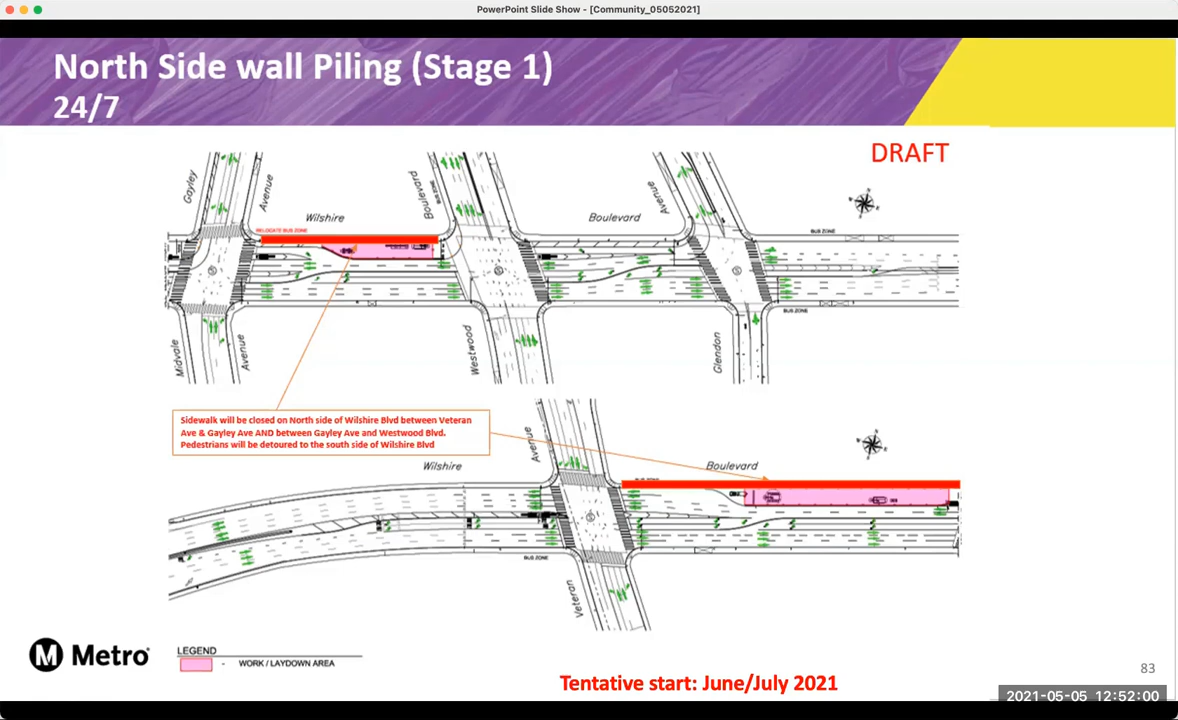 PowerPoint Slide Show - [Community_05052021]
North Side wall Piling (Stage 1)
24/7
DRAFT
Gayley
Avenue
Boulevard
BUS ZONE
Avenue
Wilshire
Boulevard
RELOCATE BUS ZONE
BUS ZONE
BUS ZONE
Midvale
Avenue
Westwood
Glendon
Sidewalk will be closed on North side of Wilshire Blvd between Veteran
Ave & Gayley Ave AND between Gayley Ave and Westwood Blvd.
Pedestrians will be detoured to the south side of Wilshire Blvd
Avenue
Wilshire
Boulevard
BUS ZONE
BUS ZONE
Veteran
M Metro
LEGEND
- WORK / LAYDOWN AREA
Tentative start: June/July 2021
83
2021-05-05 12:52:00